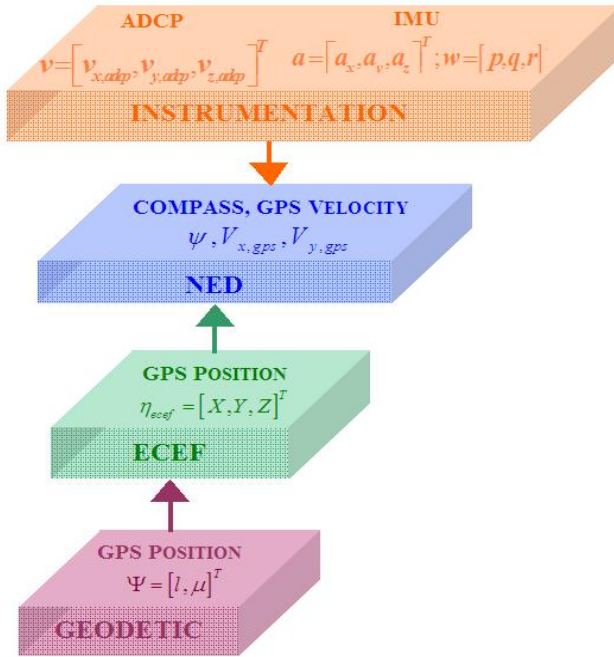 ADCP IMU
v=[v_{x,adcp},v_{y,adcp},v_{z,adcp}]^T a=[a_x,a_y,a_z]^T;w=[p,q,r]
INSTRUMENTATION
COMPASS, GPS VELOCITY
ψ,V_{x,gps},V_{y,gps}
NED
GPS POSITION
η_{ecef}=[X,Y,Z]^T
ECEF
GPS POSITION
Ψ=[l,μ]^T
GEODETIC